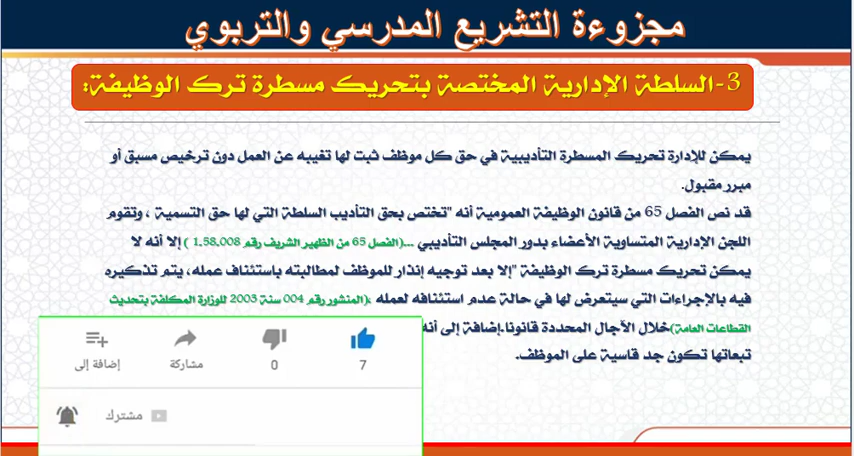 مجزوءة التشريع المدرسي والتربوي
3-السلطة الإدارية المختصة بتحريك مسطرة ترك الوظيفة:
يمكن للإدارة تحريك المسطرة التأديبية في حق كل موظف ثبت لها تغيبه عن العمل دون ترخيص مسبق أو
مبرر مقبول.
قد نص الفصل 65 من قانون الوظيفة العمومية أنه "تختص بحق التأديب السلطة التي لها حق التسمية ، وتقوم
اللجن الإدارية المتساوية الأعضاء بدور المجلس التأديبي ...(الفصل 65 من الظهير الشريف رقم 1.58.008 ) إلا أنه لا
يمكن تحريك مسطرة ترك الوظيفة "إلا بعد توجيه إنذار للموظف لمطالبته باستئناف عمله، يتم تذكيره
فيه بالإجراءات التي سيتعرض لها في حالة عدم استئنافه لعمله ،(المنشور رقم 004 سنة 2003 للوزارة المكلفة بتحديث
القطاعات العامة)خلال الآجال المحددة قانونا.إضافة إلى أنه
تبعاتها تكون جد قاسية على الموظف.
7
0
مشاركة
إضافة إلى
مشترك